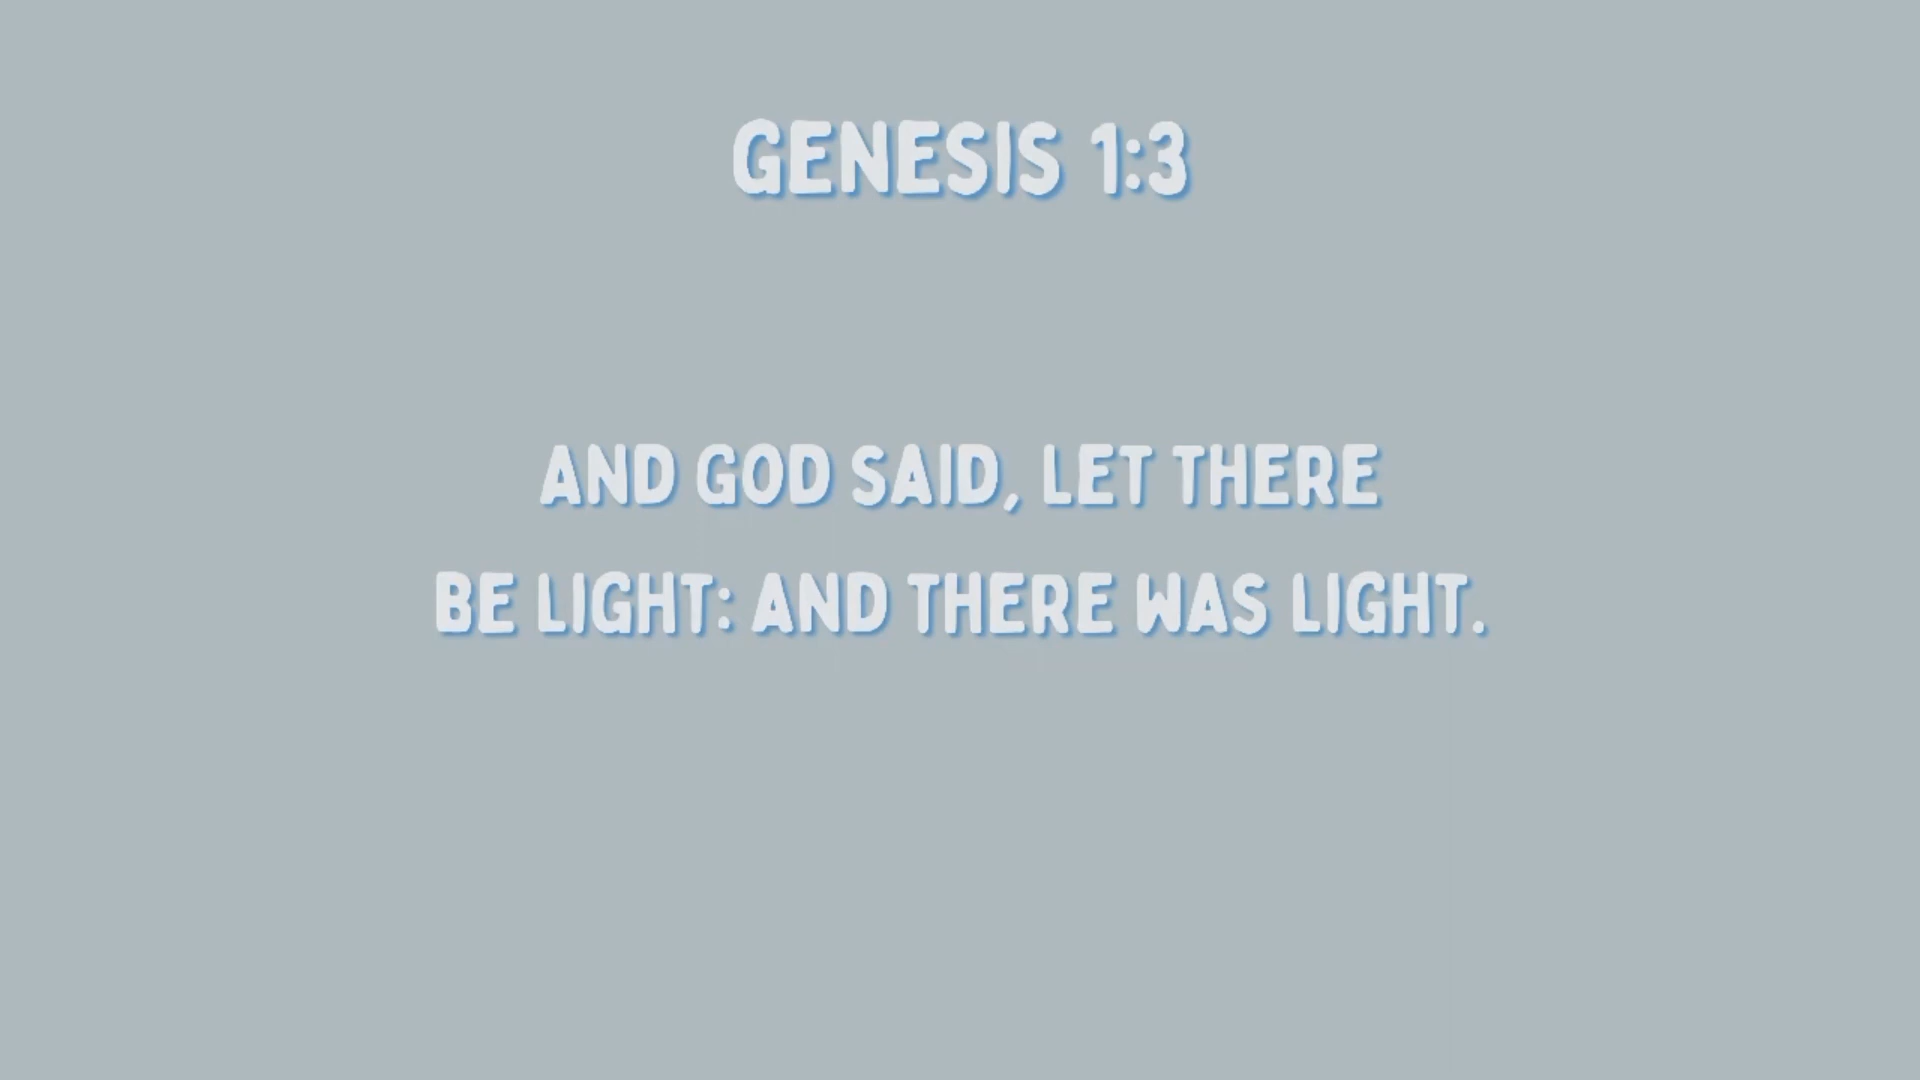 GENESIS 1:3
AND GOD SAID, LET THERE
BE LIGHT: AND THERE WAS LIGHT.